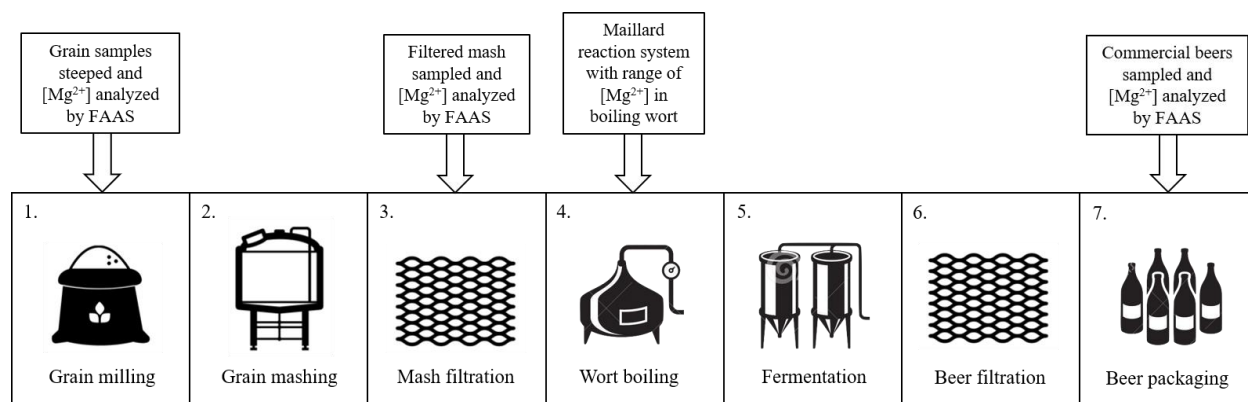 Grain samples
steeped and
[Mg²⁺] analyzed
by FAAS
Filtered mash
sampled and
[Mg²⁺] analyzed
by FAAS
Maillard
reaction system
with range of
[Mg²⁺] in
boiling wort
Commercial beers
sampled and
[Mg²⁺] analyzed
by FAAS
1.
Grain milling
2.
Grain mashing
3.
Mash filtration
4.
Wort boiling
5.
Fermentation
6.
Beer filtration
7.
Beer packaging